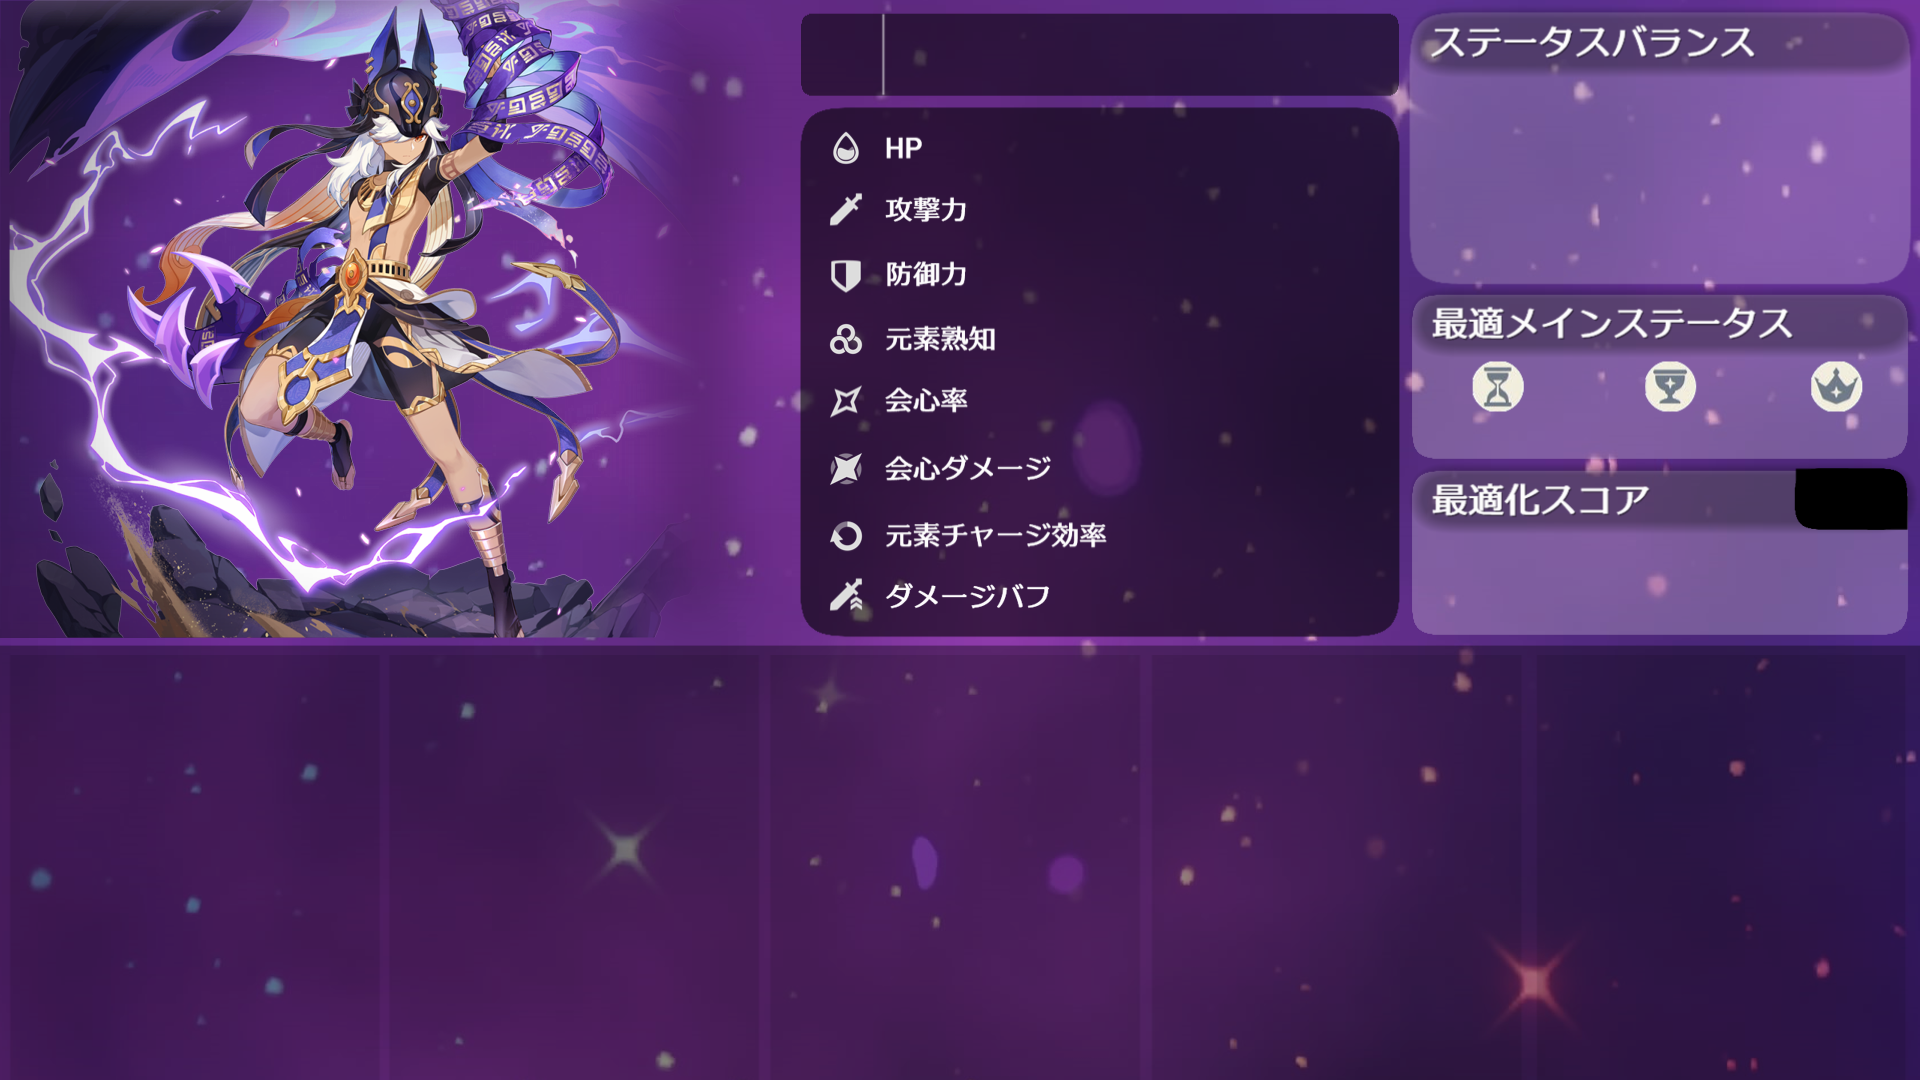 HP
攻撃力
防御力
元素熟知
会心率
会心ダメージ
元素チャージ効率
ダメージバフ
ステータスバランス
最適メインステータス
最適化スコア